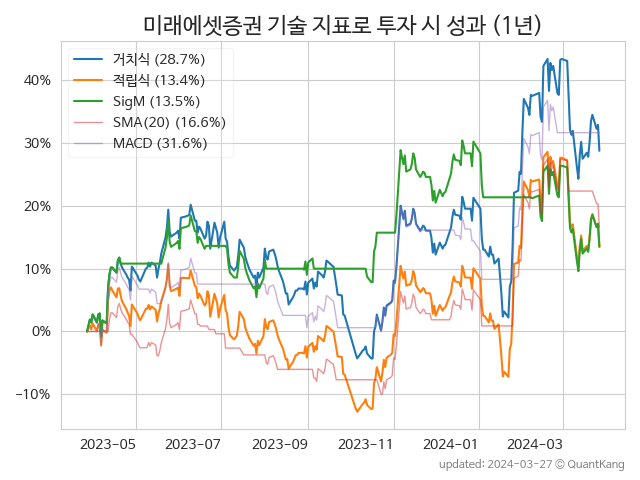 미래에셋증권 기술 지표로 투자 시 성과 (1년)
거치식 (28.7%)
적립식 (13.4%)
SigM (13.5%)
SMA(20) (16.6%)
MACD (31.6%)
40%
30%
20%
10%
0%
−10%
2023-05 2023-07 2023-09 2023-11 2024-01 2024-03
updated: 2024-03-27 © QuantKang